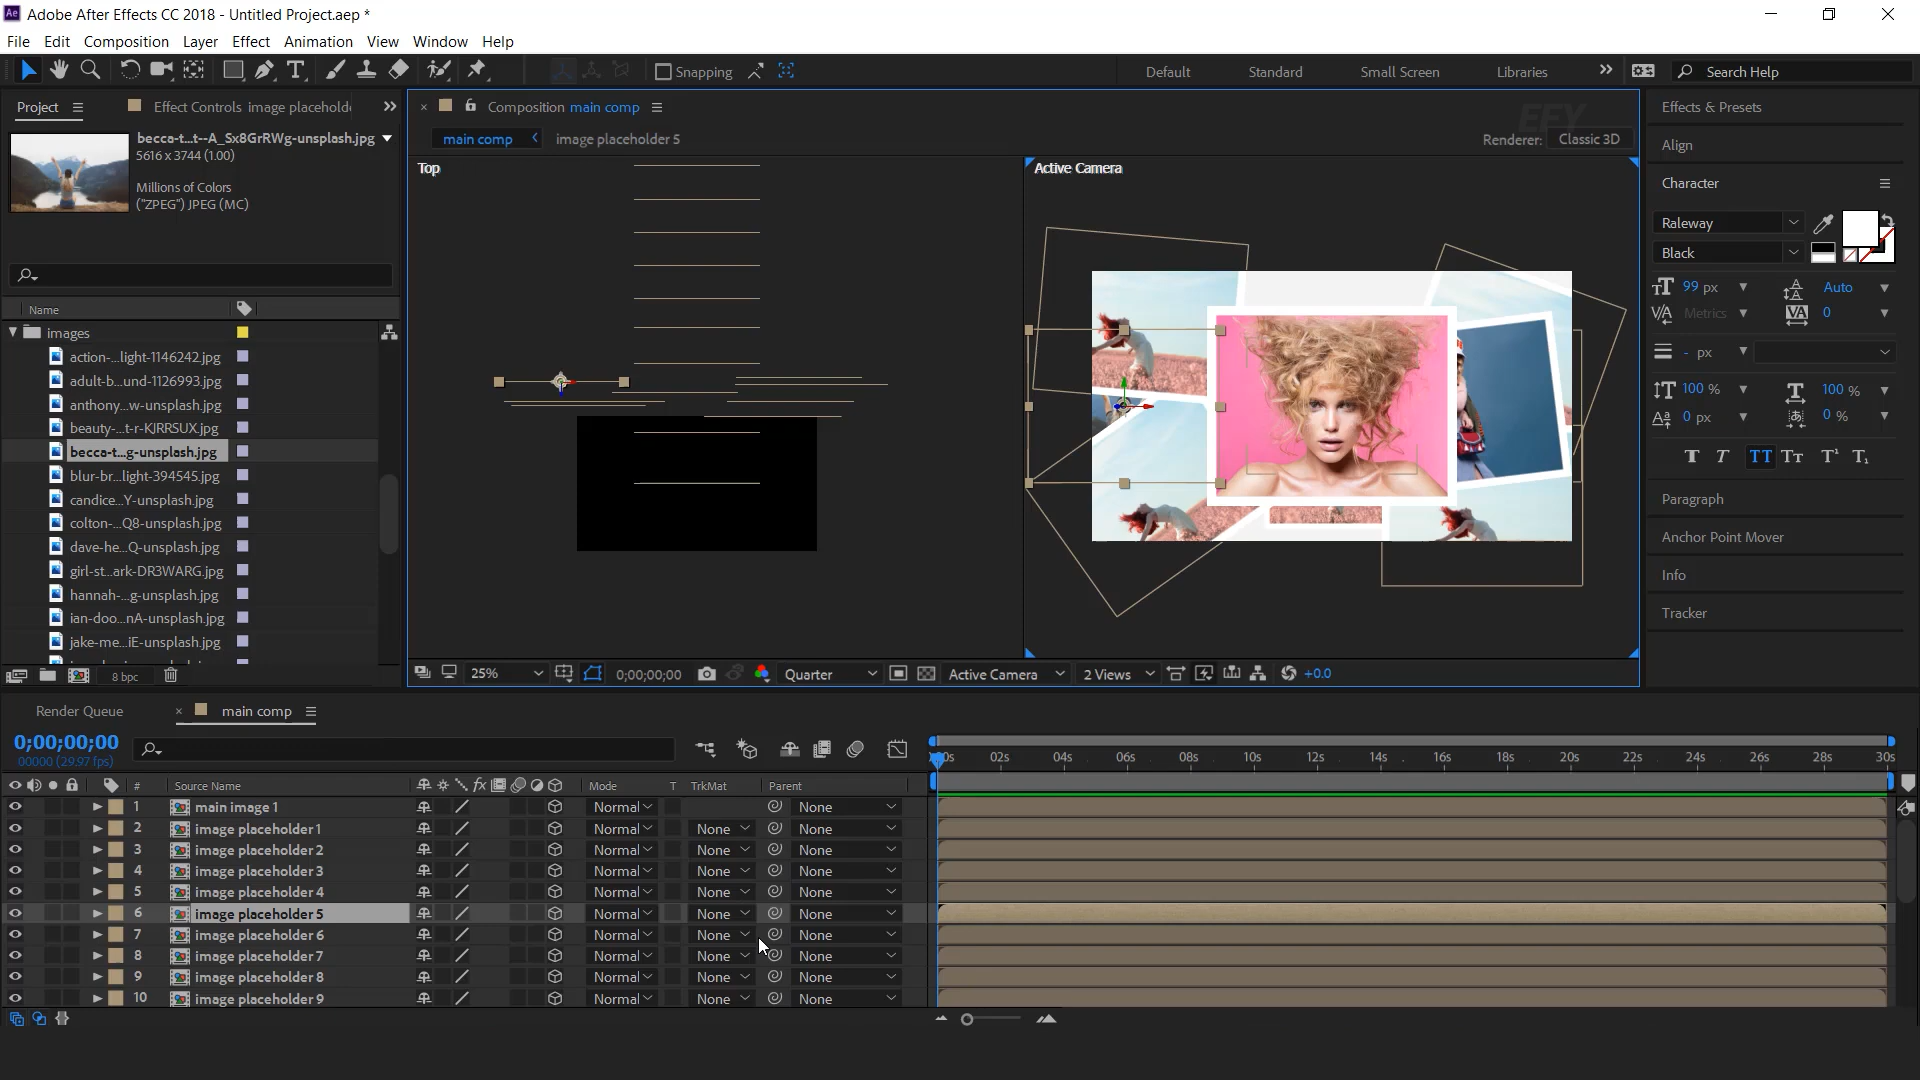 Ae Adobe After Effects CC 2018 - Untitled Project.aep *
File Edit Composition Layer Effect Animation View Window Help
Snapping Default Standard Small Screen Libraries Search Help
Project Effect Controls image placehold
becca-t...t--A_Sx8GrRWg-unsplash.jpg
5616 x 3744 (1.00)
Millions of Colors
("ZPEG") JPEG (MC)
Name
images
action-...light-1146242.jpg
adult-b...und-1126993.jpg
anthony...w-unsplash.jpg
beauty-...t-r-KJRRSUX.jpg
becca-t...g-unsplash.jpg
blur-br...light-394545.jpg
candice...Y-unsplash.jpg
colton-...Q8-unsplash.jpg
dave-he...Q-unsplash.jpg
girl-st...ark-DR3WARG.jpg
hannah-...g-unsplash.jpg
ian-doo...nA-unsplash.jpg
jake-me...iE-unsplash.jpg
8 bpc
Composition main comp
EFY
main comp image placeholder 5
Renderer: Classic 3D
Top Active Camera
25% 0;00;00;00 Quarter Active Camera 2 Views +0.0
Effects & Presets
Align
Character
Raleway
Black
99 px Auto
Metrics 0
- px
100 % 100 %
0 px 0 %
T T TT Tt T¹ T₁
Paragraph
Anchor Point Mover
Info
Tracker
Render Queue main comp
0;00;00;00
00000 (29.97 fps)
00s 02s 04s 06s 08s 10s 12s 14s 16s 18s 20s 22s 24s 26s 28s 30s
# Source Name fx Mode T TrkMat Parent
1 main image 1 Normal None
2 image placeholder 1 Normal None None
3 image placeholder 2 Normal None None
4 image placeholder 3 Normal None None
5 image placeholder 4 Normal None None
6 image placeholder 5 Normal None None
7 image placeholder 6 Normal None None
8 image placeholder 7 Normal None None
9 image placeholder 8 Normal None None
10 image placeholder 9 Normal None None